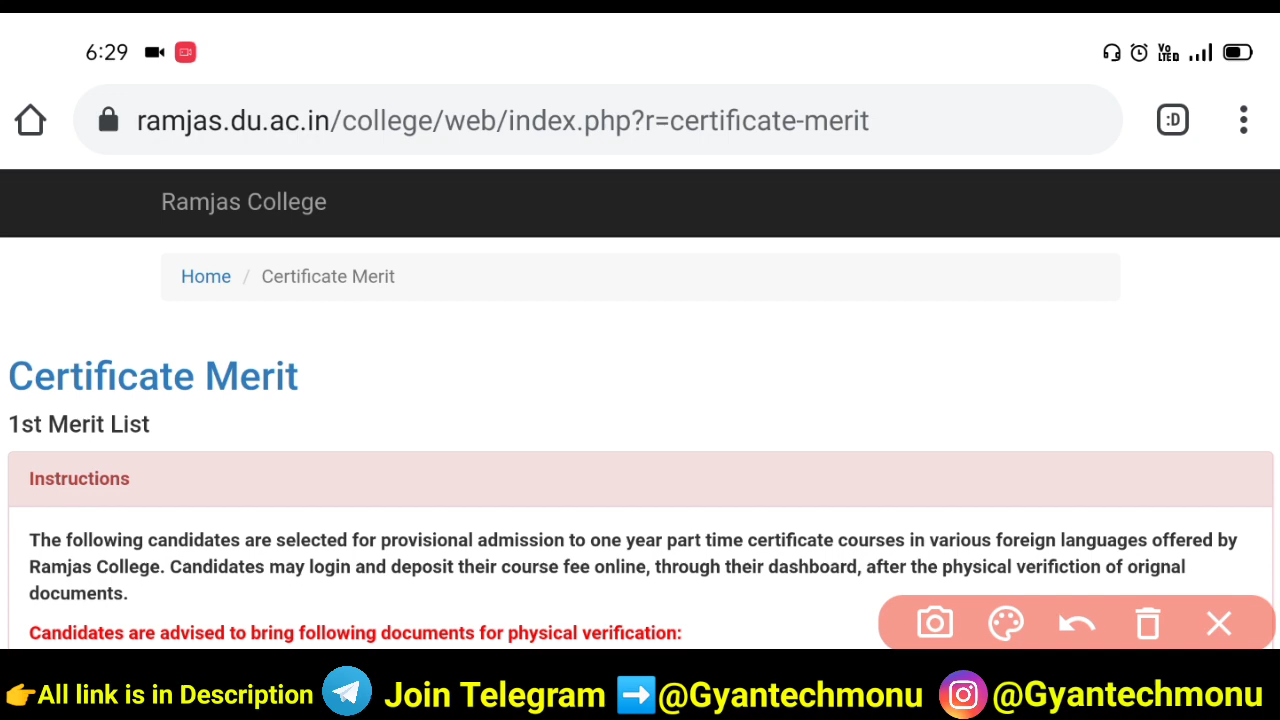 6:29
VoLTED
ramjas.du.ac.in/college/web/index.php?r=certificate-merit
:D
Ramjas College
Home / Certificate Merit
Certificate Merit
1st Merit List
Instructions
The following candidates are selected for provisional admission to one year part time certificate courses in various foreign languages offered by
Ramjas College. Candidates may login and deposit their course fee online, through their dashboard, after the physical verifiction of orignal
documents.
Candidates are advised to bring following documents for physical verification:
👉All link is in Description Join Telegram ➡️@Gyantechmonu @Gyantechmonu